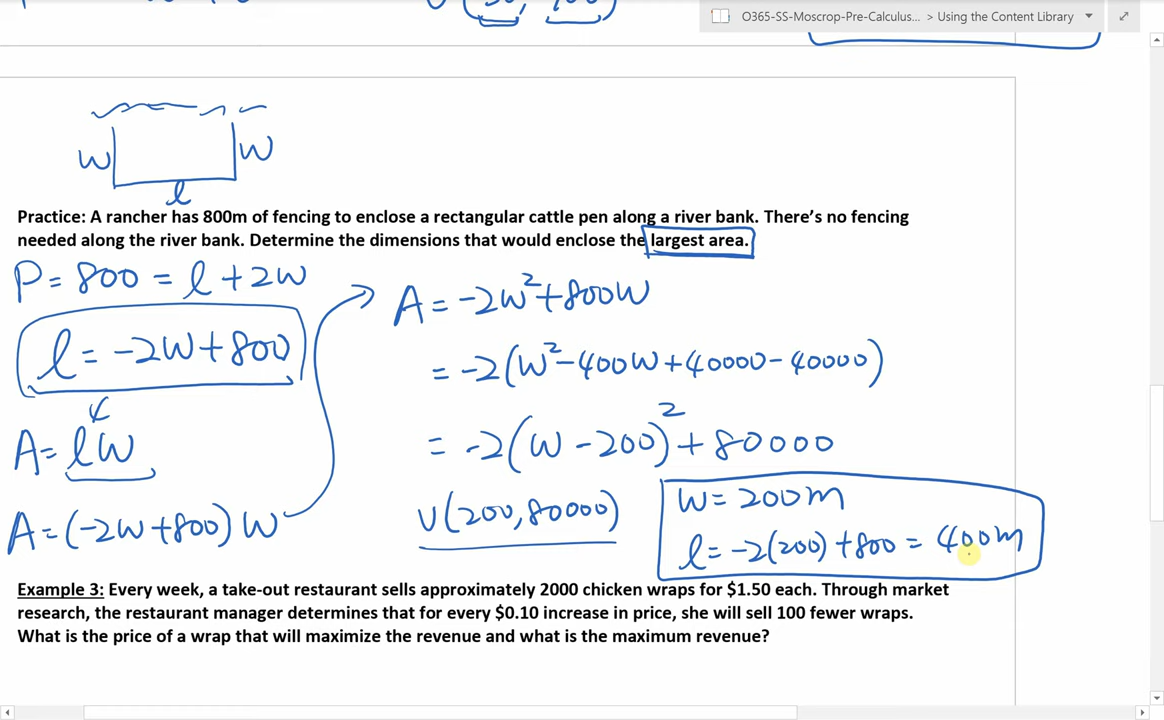 O365-SS-Moscrop-Pre-Calculus... > Using the Content Library
W
W
l
Practice: A rancher has 800m of fencing to enclose a rectangular cattle pen along a river bank. There's no fencing
needed along the river bank. Determine the dimensions that would enclose the largest area.
P = 800 = l + 2W
l = -2W + 800
A = lW
A = (-2W + 800) W
A = -2W² + 800W
= -2(W² - 400W + 40000 - 40000)
= -2(W - 200)² + 80000
V(200, 80000)
W = 200m
l = -2(200) + 800 = 400m
Example 3: Every week, a take-out restaurant sells approximately 2000 chicken wraps for $1.50 each. Through market
research, the restaurant manager determines that for every $0.10 increase in price, she will sell 100 fewer wraps.
What is the price of a wrap that will maximize the revenue and what is the maximum revenue?